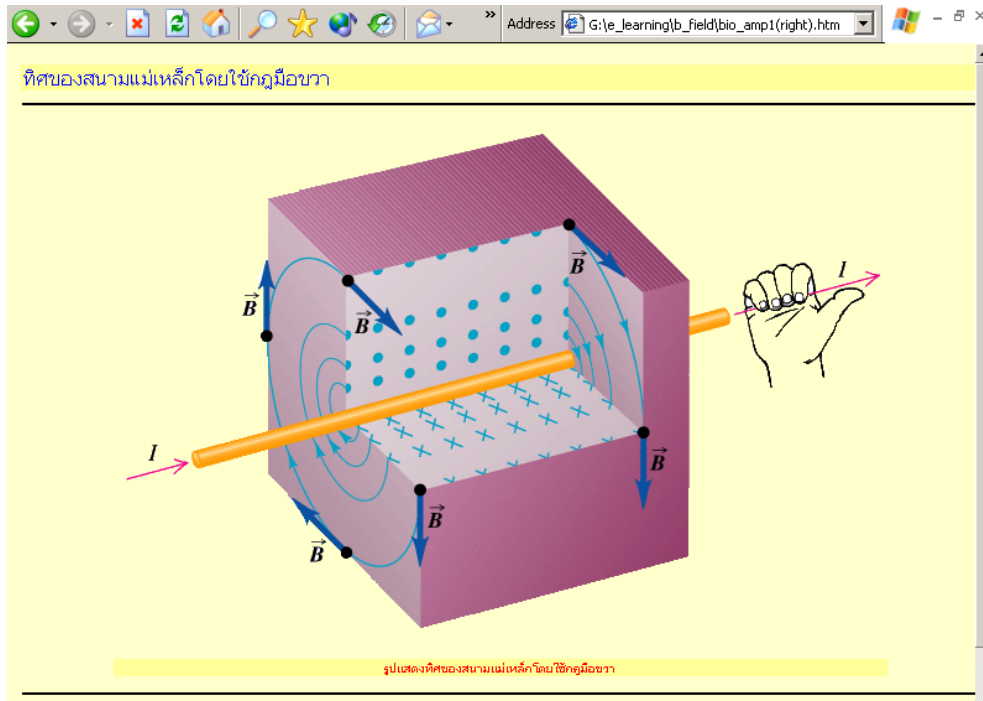 » Address G:\e_learning\b_field\bio_amp1(right).htm
ทิศของสนามแม่เหล็กโดยใช้กฎมือขวา
B
B
B
I
I
B
B
B
B
รูปแสดงทิศของสนามแม่เหล็กโดยใช้กฎมือขวา